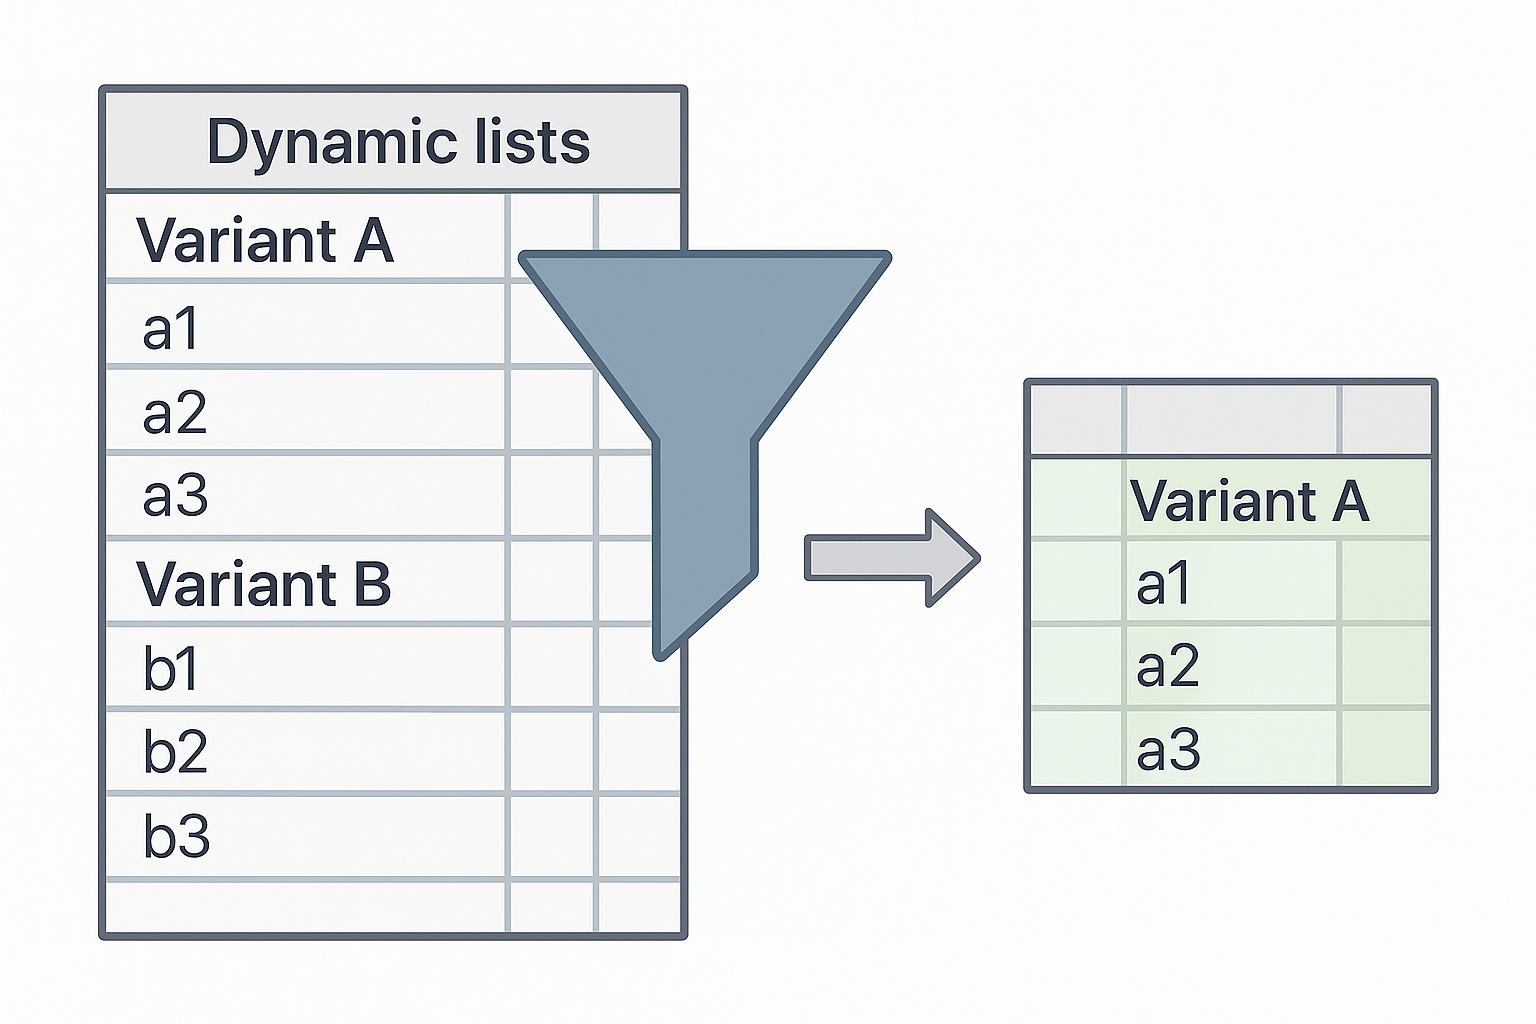 Dynamic lists
Variant A
a1
a2
a3
Variant B
b1
b2
b3
Variant A
a1
a2
a3